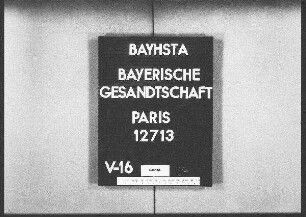 BAYHSTA
BAYERISCHE
GESANDTSCHAFT
PARIS
12713
V-16